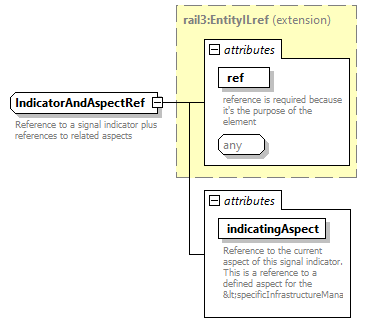 rail3:EntityILref (extension)
attributes
ref
reference is required because
it's the purpose of the
element
any
IndicatorAndAspectRef
Reference to a signal indicator plus
references to related aspects
attributes
indicatingAspect
Reference to the current
aspect of this signal indicator.
This is a reference to a
defined aspect for the
&lt;specificInfrastructureMana